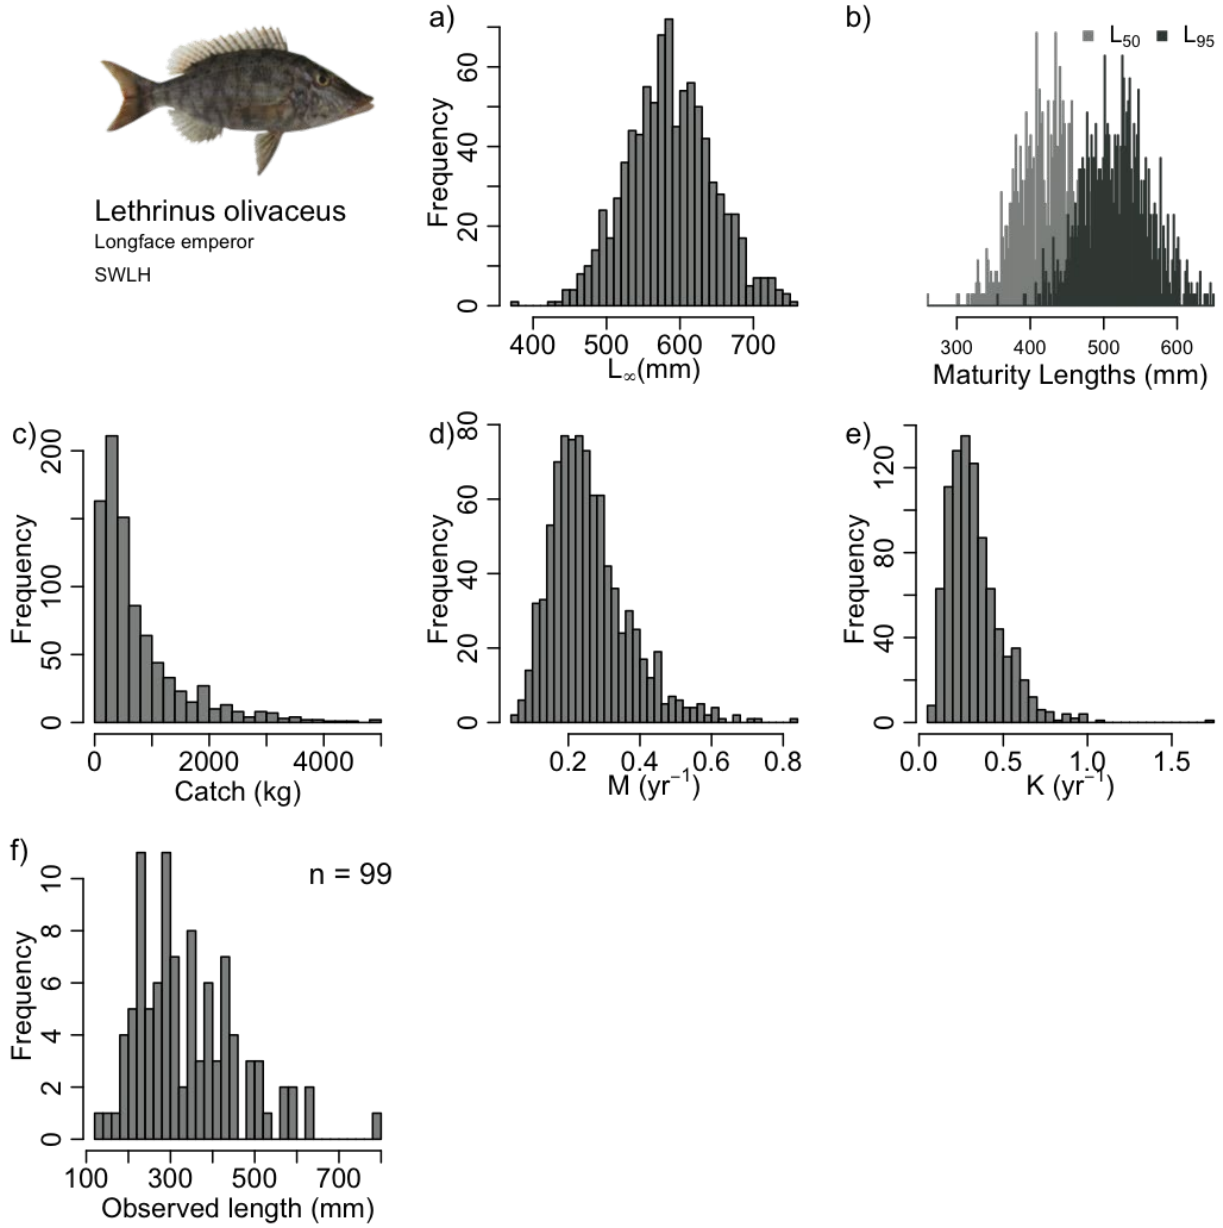 Lethrinus olivaceus
Longface emperor
SWLH
a)
Frequency
0 20 40 60
400 500 600 700
L∞(mm)
b)
L50 L95
300 400 500 600
Maturity Lengths (mm)
c)
Frequency
0 50 100 200
0 2000 4000
Catch (kg)
d)
Frequency
0 20 40 60 80
0.2 0.4 0.6 0.8
M (yr−1)
e)
Frequency
0 40 80 120
0.0 0.5 1.0 1.5
K (yr−1)
f)
n = 99
Frequency
0 2 4 6 8 10
100 300 500 700
Observed length (mm)